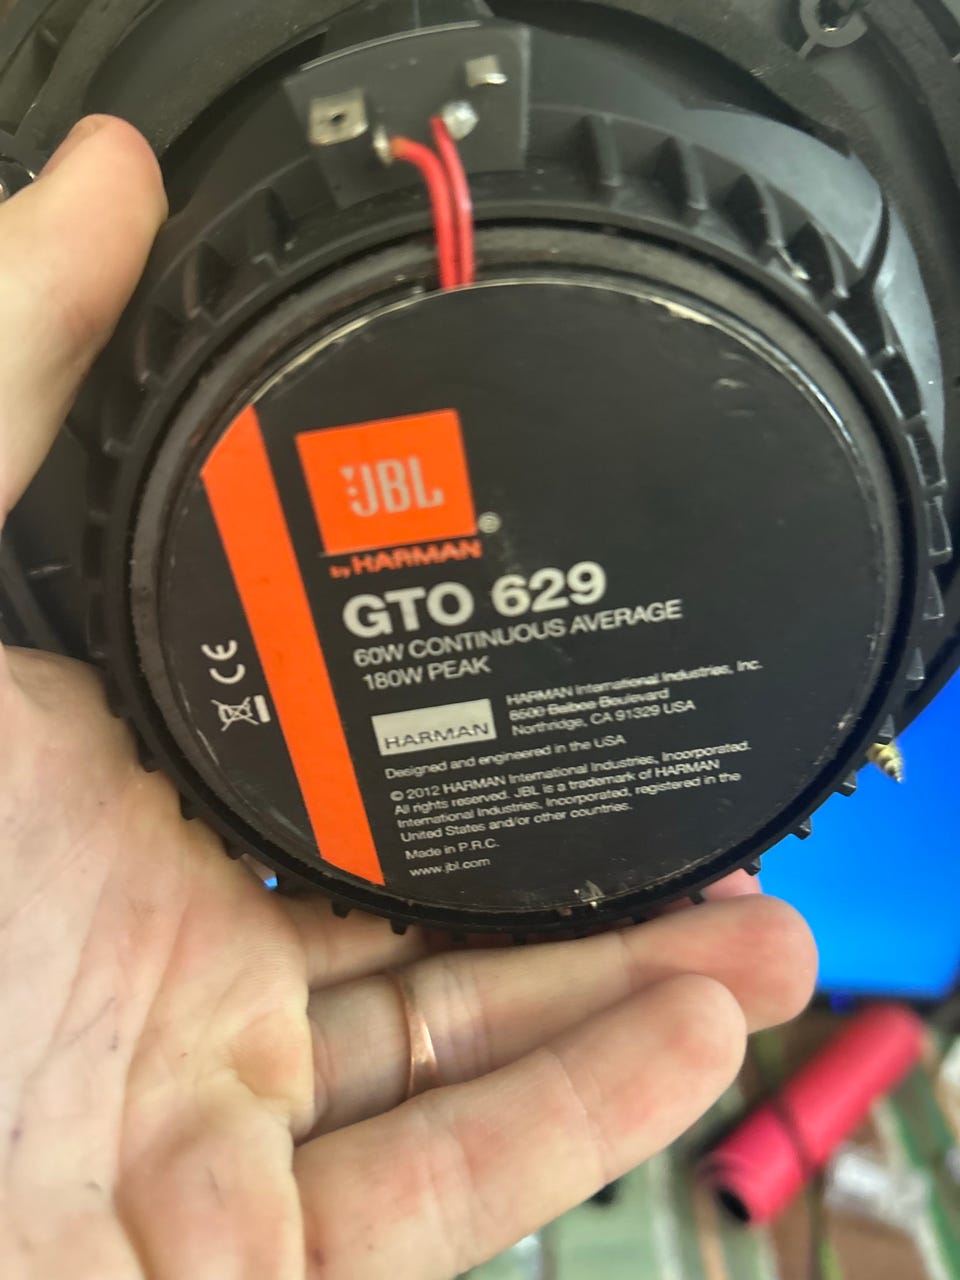 JBL®
by HARMAN
GTO 629
60W CONTINUOUS AVERAGE
180W PEAK
HARMAN
HARMAN International Industries, Inc.
8500 Balboa Boulevard
Northridge, CA 91329 USA
Designed and engineered in the USA
© 2012 HARMAN International Industries, Incorporated.
All rights reserved. JBL is a trademark of HARMAN
International Industries, Incorporated, registered in the
United States and/or other countries.
Made in P.R.C.
www.jbl.com
CE